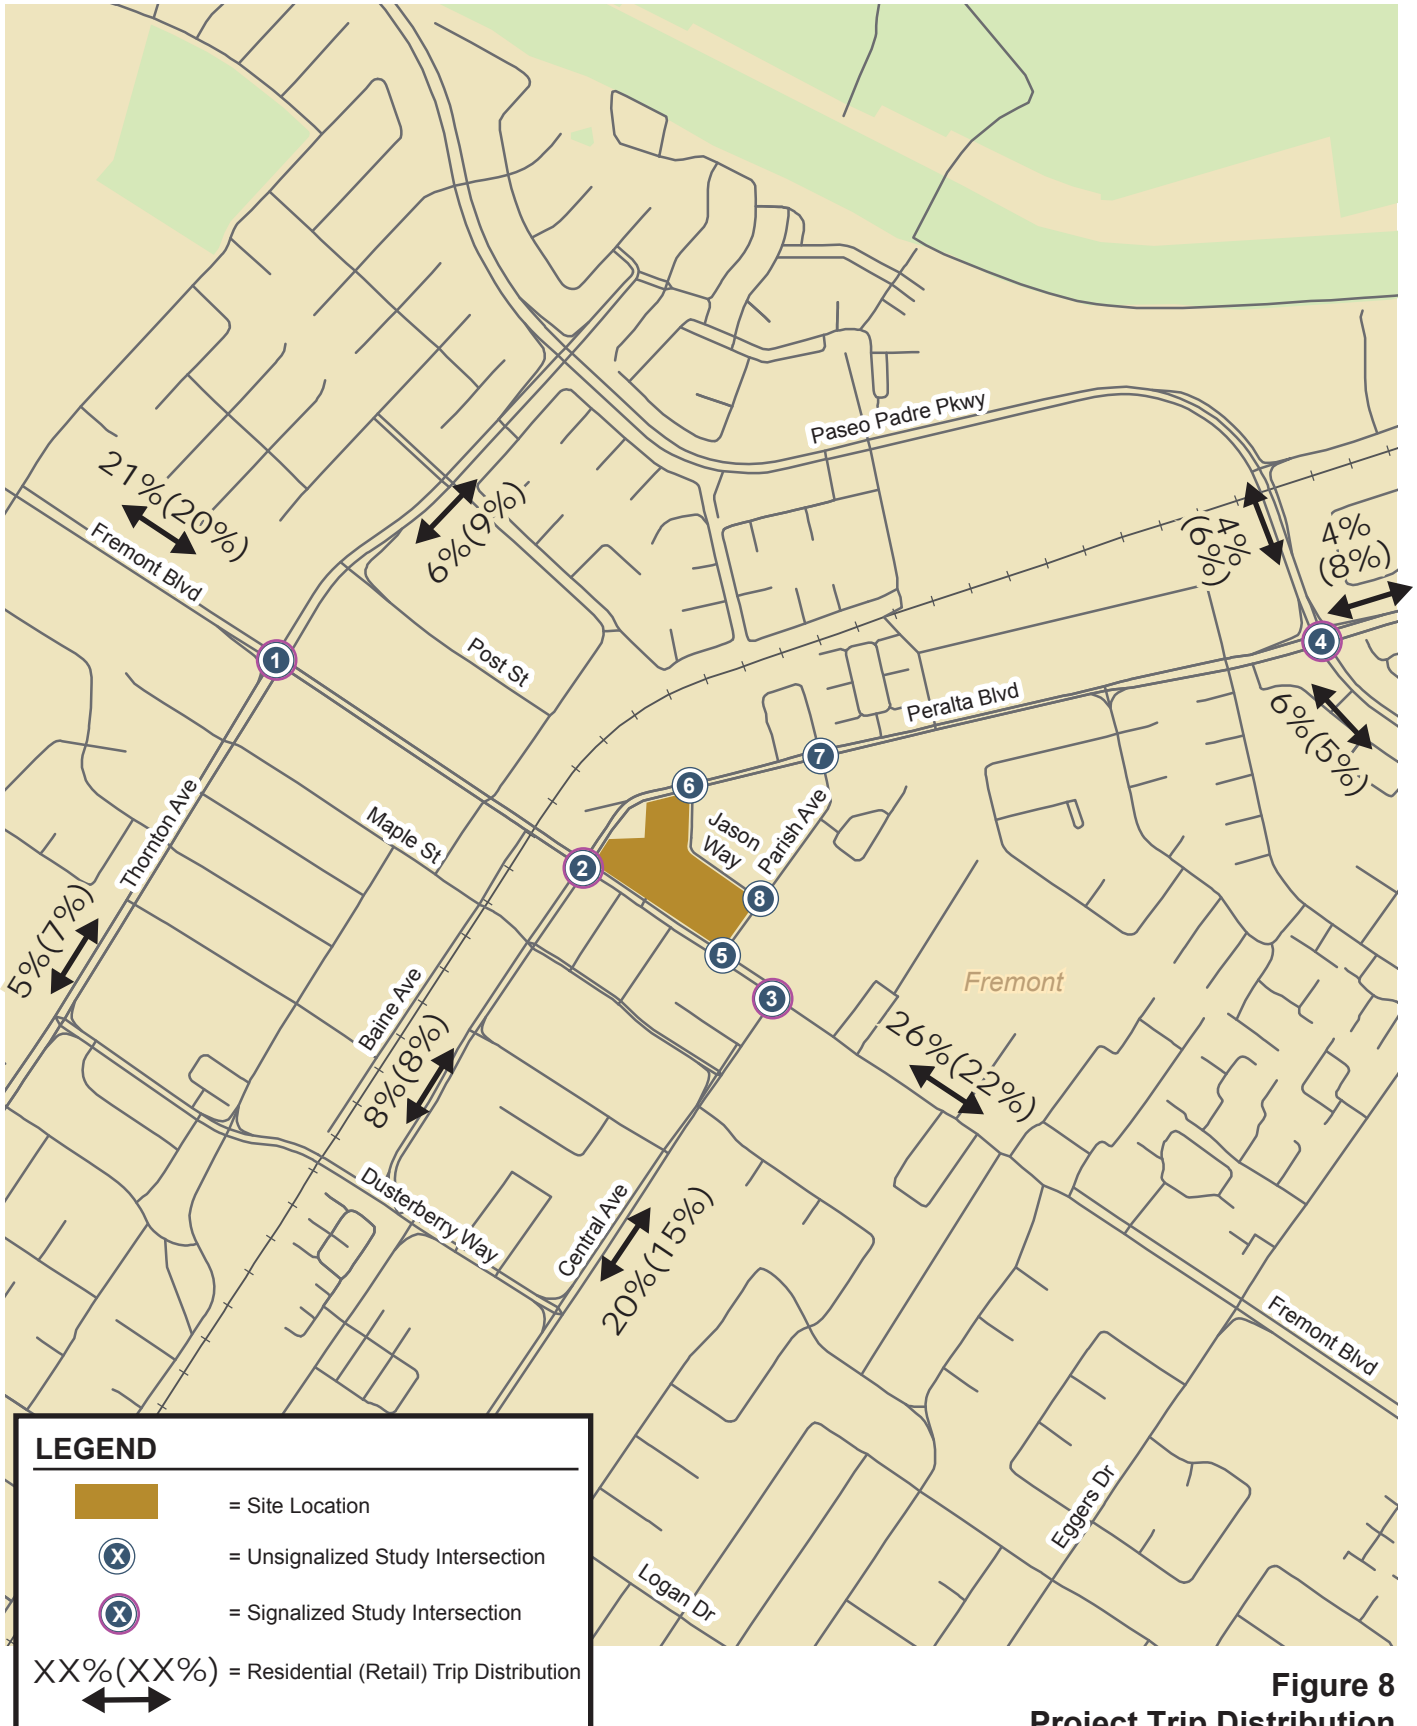 Paseo Padre Pkwy
21%(20%)
Fremont Blvd
6%(9%)
4%
(6%)
4%
(8%)
1
4
Post St
Peralta Blvd
6%(5%)
7
6
Thornton Ave
Maple St
Jason
Way
Parish Ave
2
8
5%(7%)
5
3
Fremont
Baine Ave
8%(8%)
26%(22%)
Dusterberry Way
Central Ave
20%(15%)
Fremont Blvd
Eggers Dr
Logan Dr
LEGEND
= Site Location
X = Unsignalized Study Intersection
X = Signalized Study Intersection
XX%(XX%) = Residential (Retail) Trip Distribution
Figure 8
Project Trip Distribution